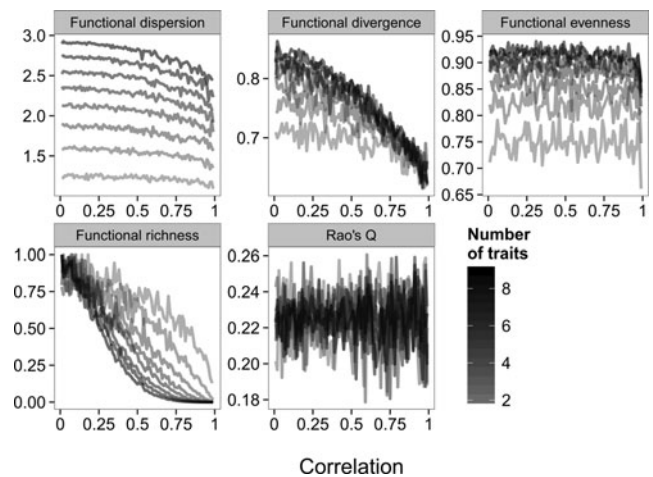 Functional dispersion
Functional divergence
Functional evenness
3.0
2.5
2.0
1.5
0 0.25 0.5 0.75 1
0.8
0.7
0 0.25 0.5 0.75 1
0.95
0.90
0.85
0.80
0.75
0.70
0.65
0 0.25 0.5 0.75 1
Functional richness
Rao's Q
1.00
0.75
0.50
0.25
0.00
0 0.25 0.5 0.75 1
0.26
0.24
0.22
0.20
0.18
0 0.25 0.5 0.75 1
Number
of traits
8
6
4
2
Correlation